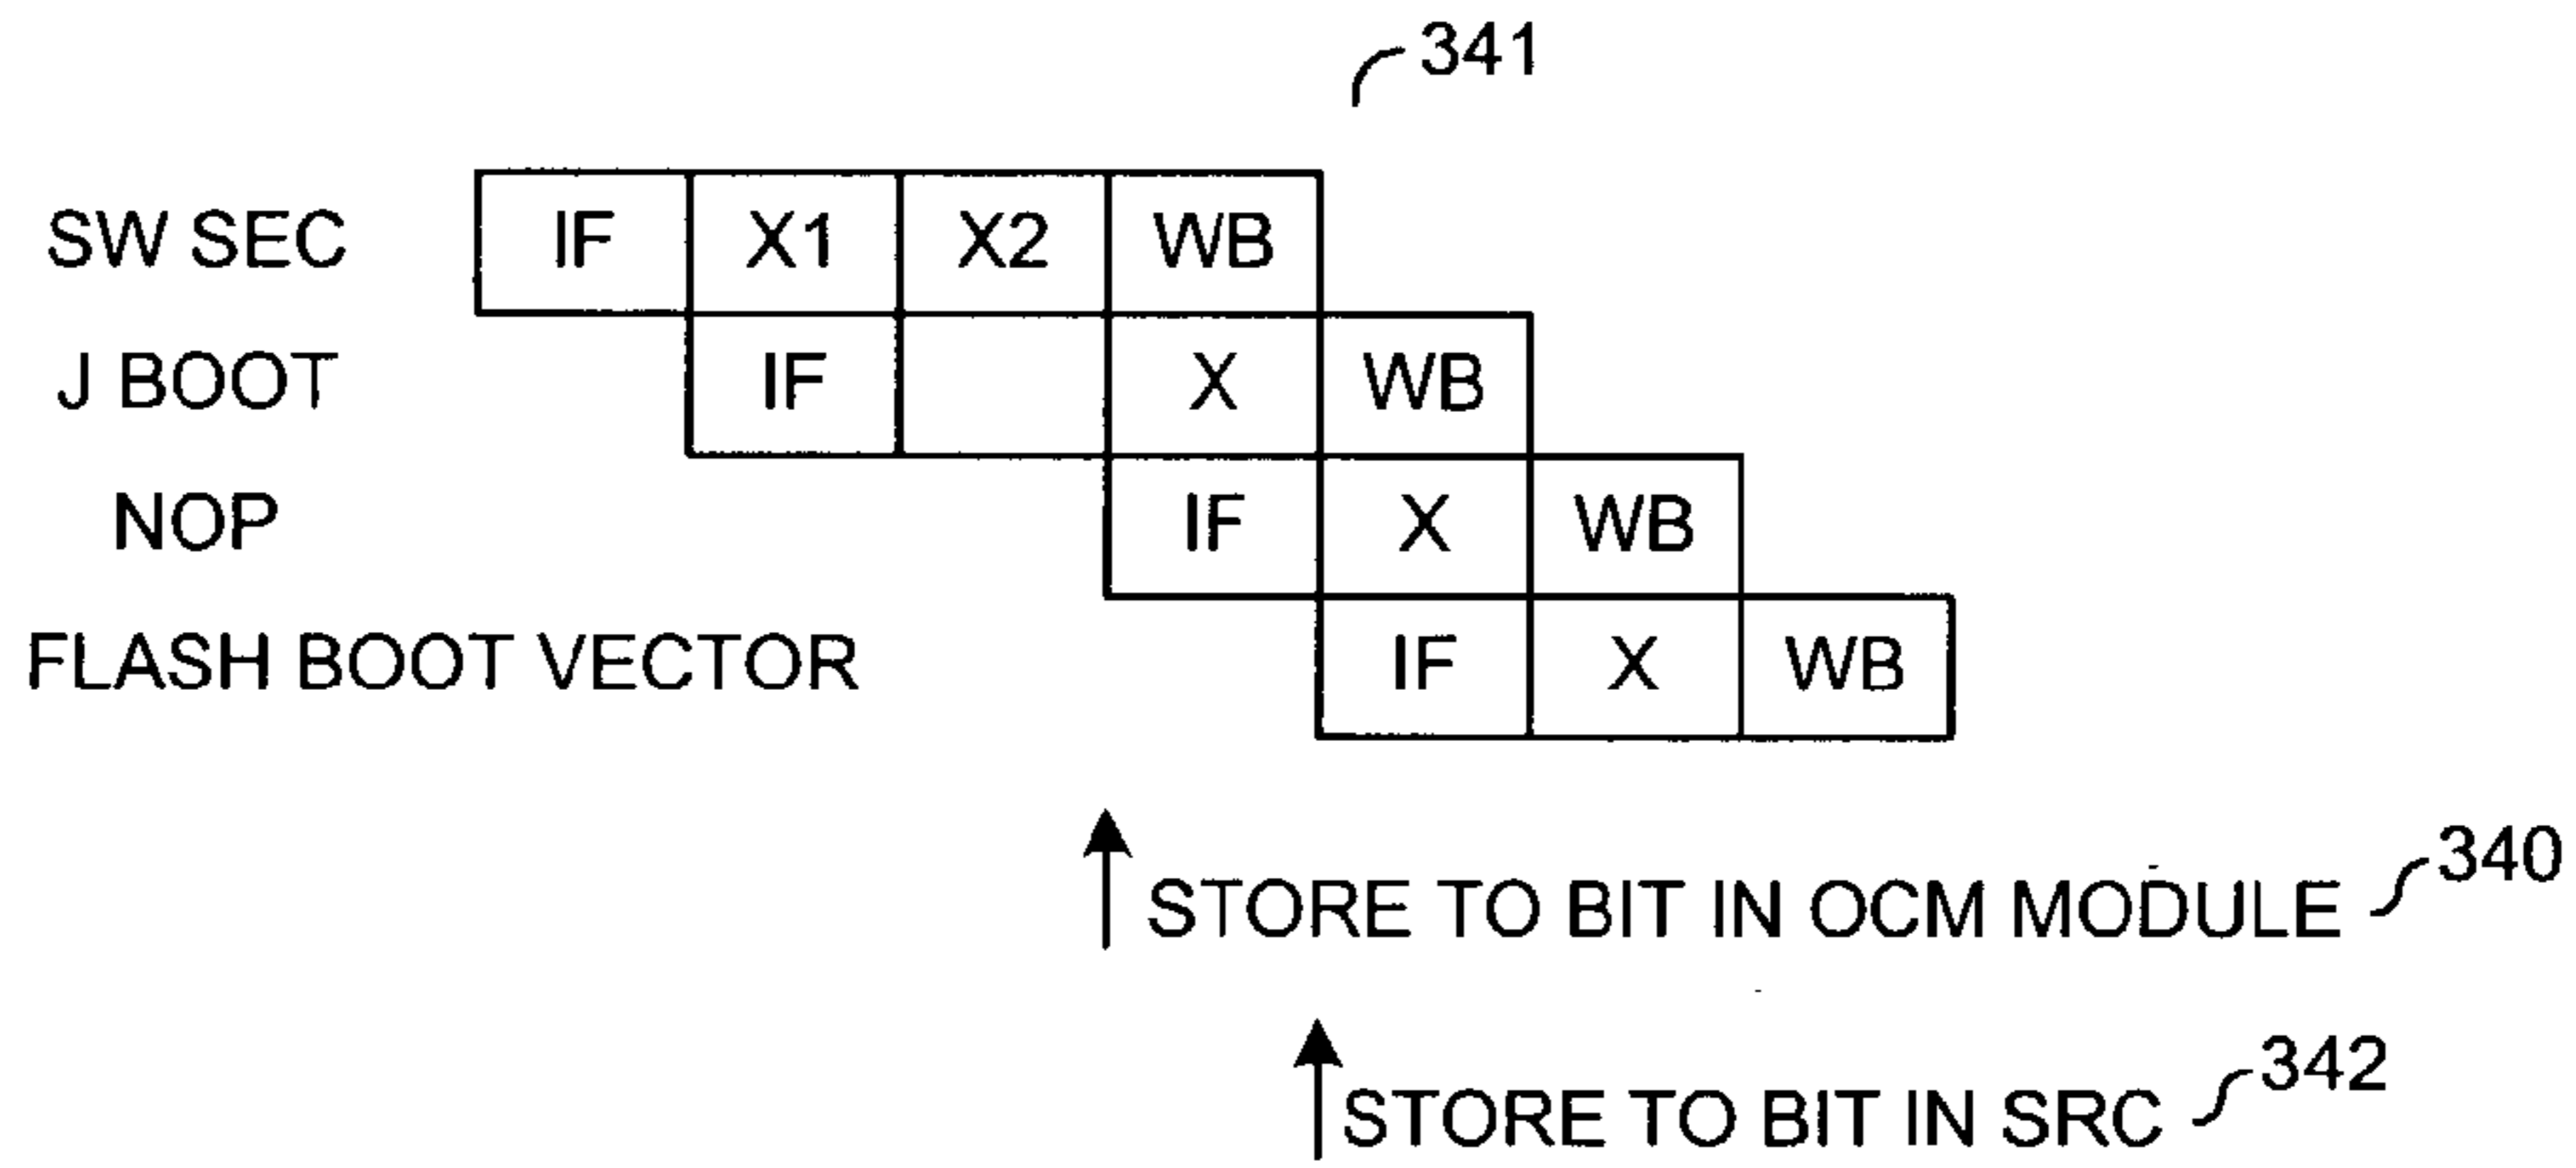 341
SW SEC IF X1 X2 WB
J BOOT IF X WB
NOP IF X WB
FLASH BOOT VECTOR IF X WB
STORE TO BIT IN OCM MODULE 340
STORE TO BIT IN SRC 342